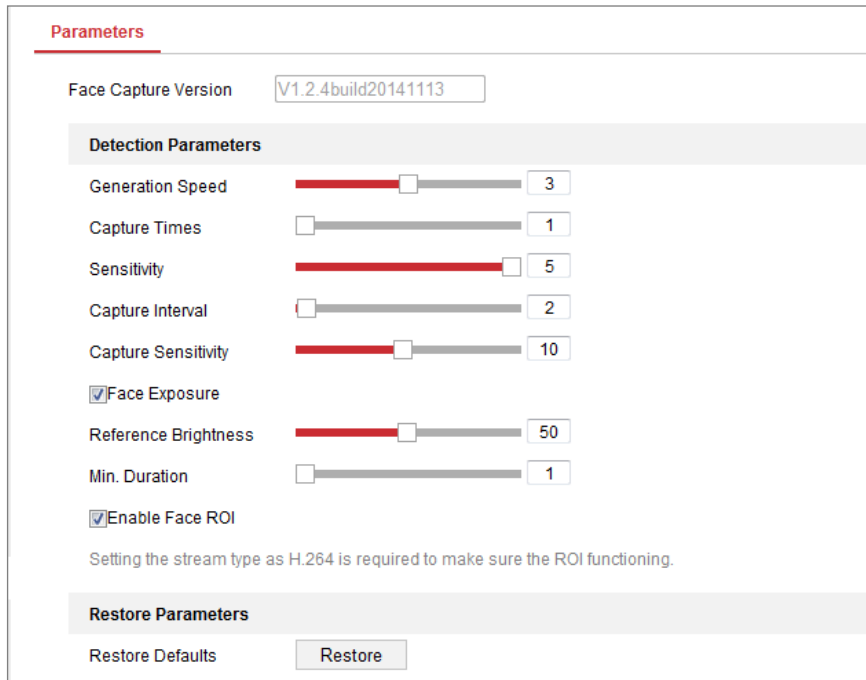 Parameters
Face Capture Version V1.2.4build20141113
Detection Parameters
Generation Speed 3
Capture Times 1
Sensitivity 5
Capture Interval 2
Capture Sensitivity 10
Face Exposure
Reference Brightness 50
Min. Duration 1
Enable Face ROI
Setting the stream type as H.264 is required to make sure the ROI functioning.
Restore Parameters
Restore Defaults Restore